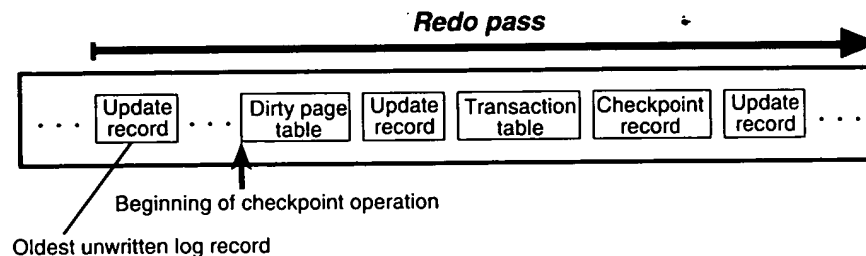 Redo pass
. . . Update record . . . Dirty page table Update record Transaction table Checkpoint record Update record . . .
Beginning of checkpoint operation
Oldest unwritten log record